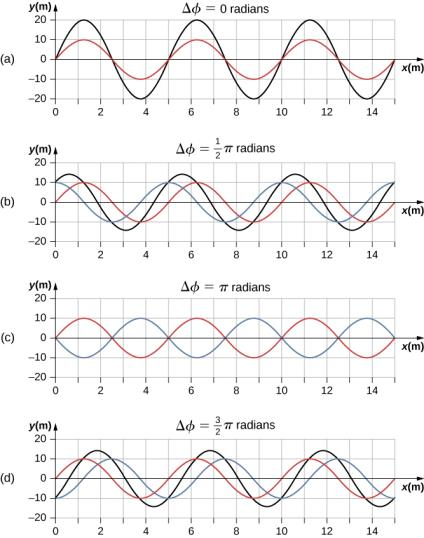 y(m) Δϕ = 0 radians
20
10
(a) 0 x(m)
−10
−20
0 2 4 6 8 10 12 14
y(m) Δϕ = 1/2 π radians
20
10
(b) 0 x(m)
−10
−20
0 2 4 6 8 10 12 14
y(m) Δϕ = π radians
20
10
(c) 0 x(m)
−10
−20
0 2 4 6 8 10 12 14
y(m) Δϕ = 3/2 π radians
20
10
(d) 0 x(m)
−10
−20
0 2 4 6 8 10 12 14